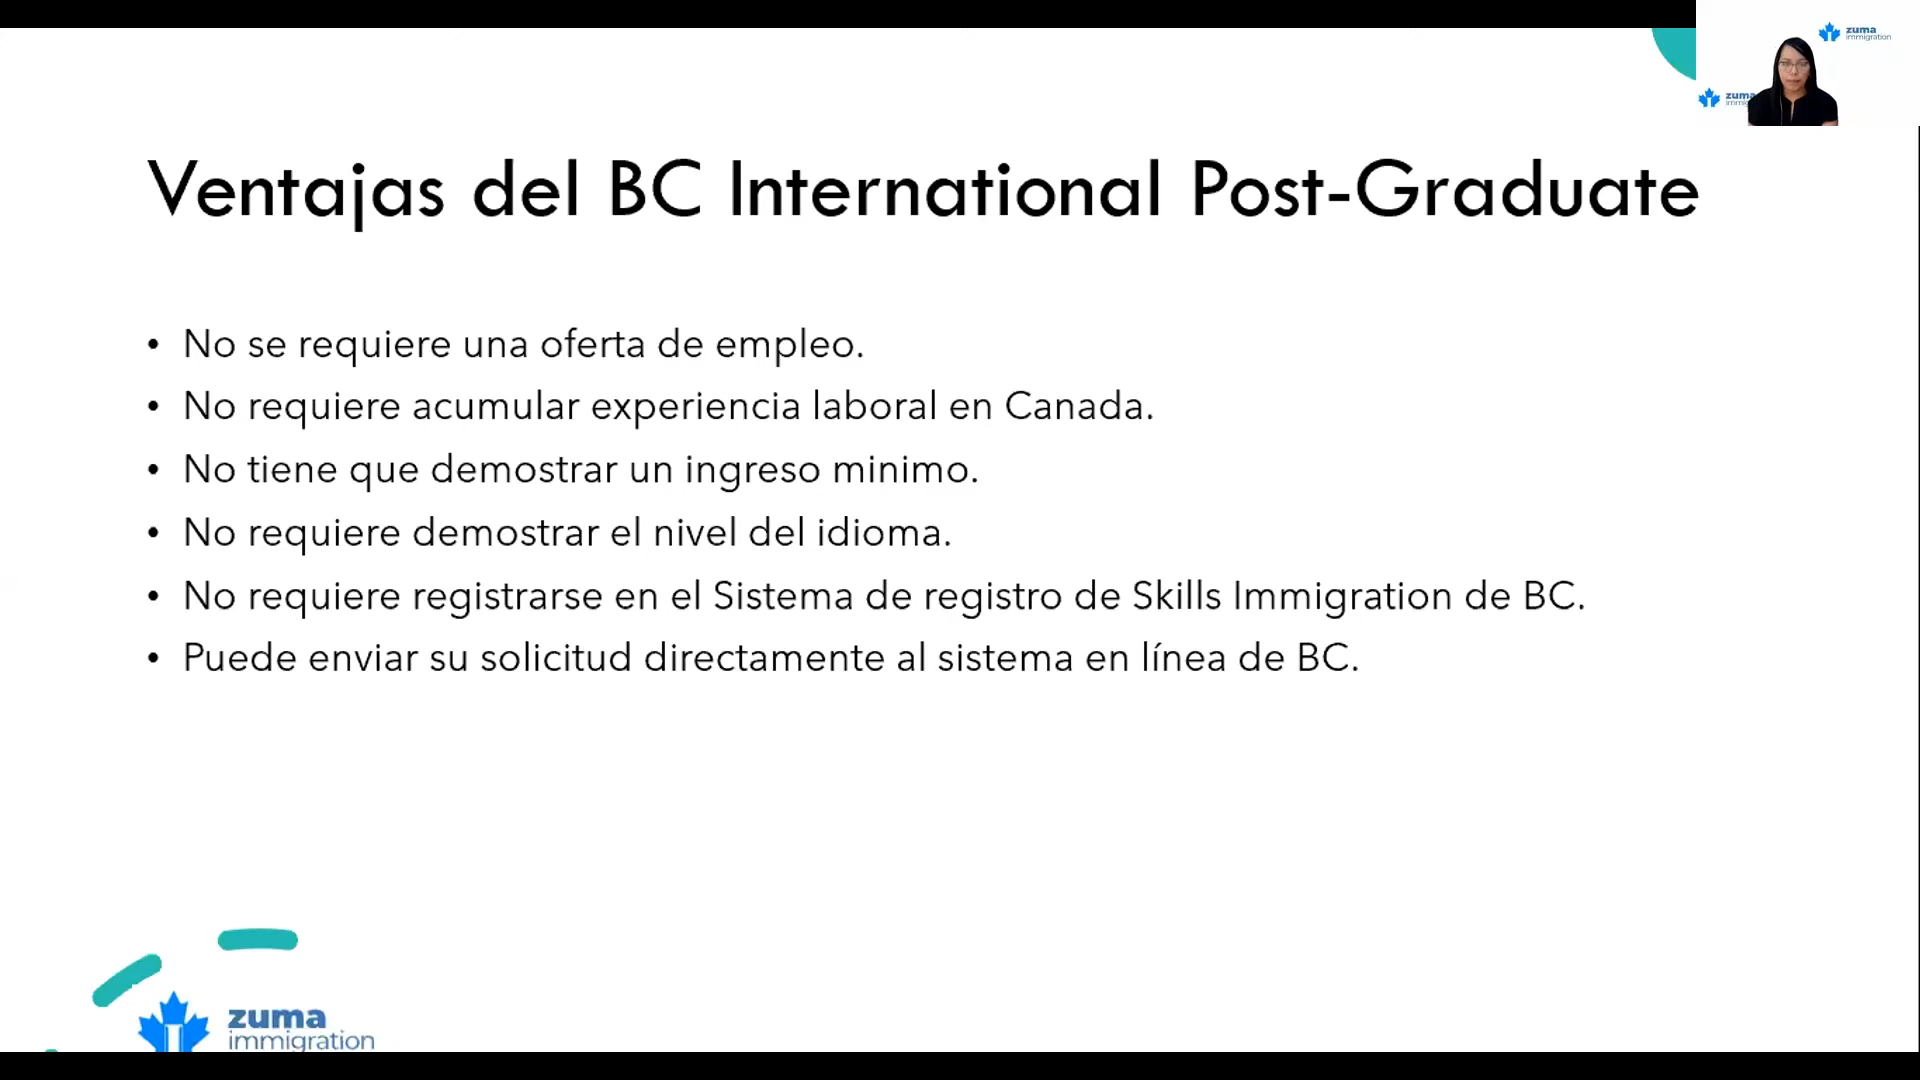 zuma
immigration
zuma
Ventajas del BC International Post-Graduate
• No se requiere una oferta de empleo.
• No requiere acumular experiencia laboral en Canada.
• No tiene que demostrar un ingreso minimo.
• No requiere demostrar el nivel del idioma.
• No requiere registrarse en el Sistema de registro de Skills Immigration de BC.
• Puede enviar su solicitud directamente al sistema en línea de BC.
zuma
immigration